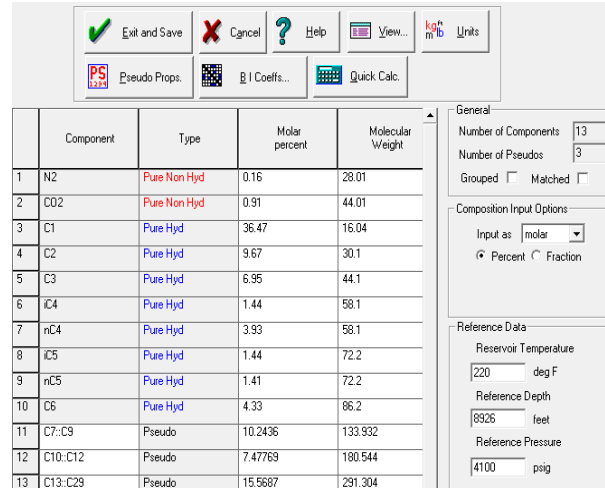 Exit and Save Cancel Help View... Units
Pseudo Props. B I Coeffs... Quick Calc.
Component Type Molar percent Molecular Weight
1 N2 Pure Non Hyd 0.16 28.01
2 CO2 Pure Non Hyd 0.91 44.01
3 C1 Pure Hyd 36.47 16.04
4 C2 Pure Hyd 9.67 30.1
5 C3 Pure Hyd 6.95 44.1
6 iC4 Pure Hyd 1.44 58.1
7 nC4 Pure Hyd 3.93 58.1
8 iC5 Pure Hyd 1.44 72.2
9 nC5 Pure Hyd 1.41 72.2
10 C6 Pure Hyd 4.33 86.2
11 C7::C9 Pseudo 10.2436 133.932
12 C10::C12 Pseudo 7.47769 180.544
13 C13::C29 Pseudo 15.5687 291.304
General
Number of Components 13
Number of Pseudos 3
Grouped Matched
Composition Input Options
Input as molar
Percent Fraction
Reference Data
Reservoir Temperature
220 deg F
Reference Depth
8926 feet
Reference Pressure
4100 psig